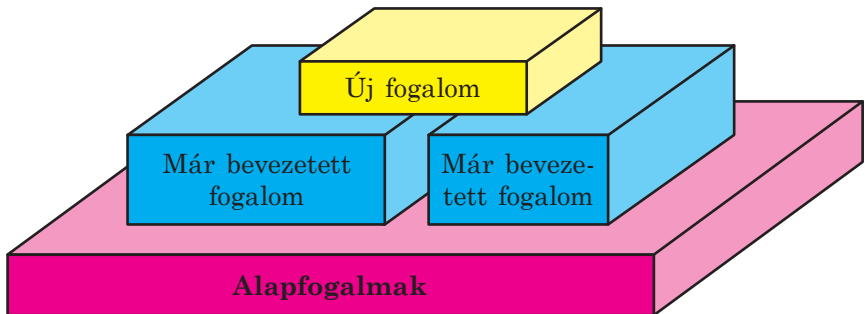 Új fogalom
Már bevezetett
fogalom
Már beveze-
tett fogalom
Alapfogalmak